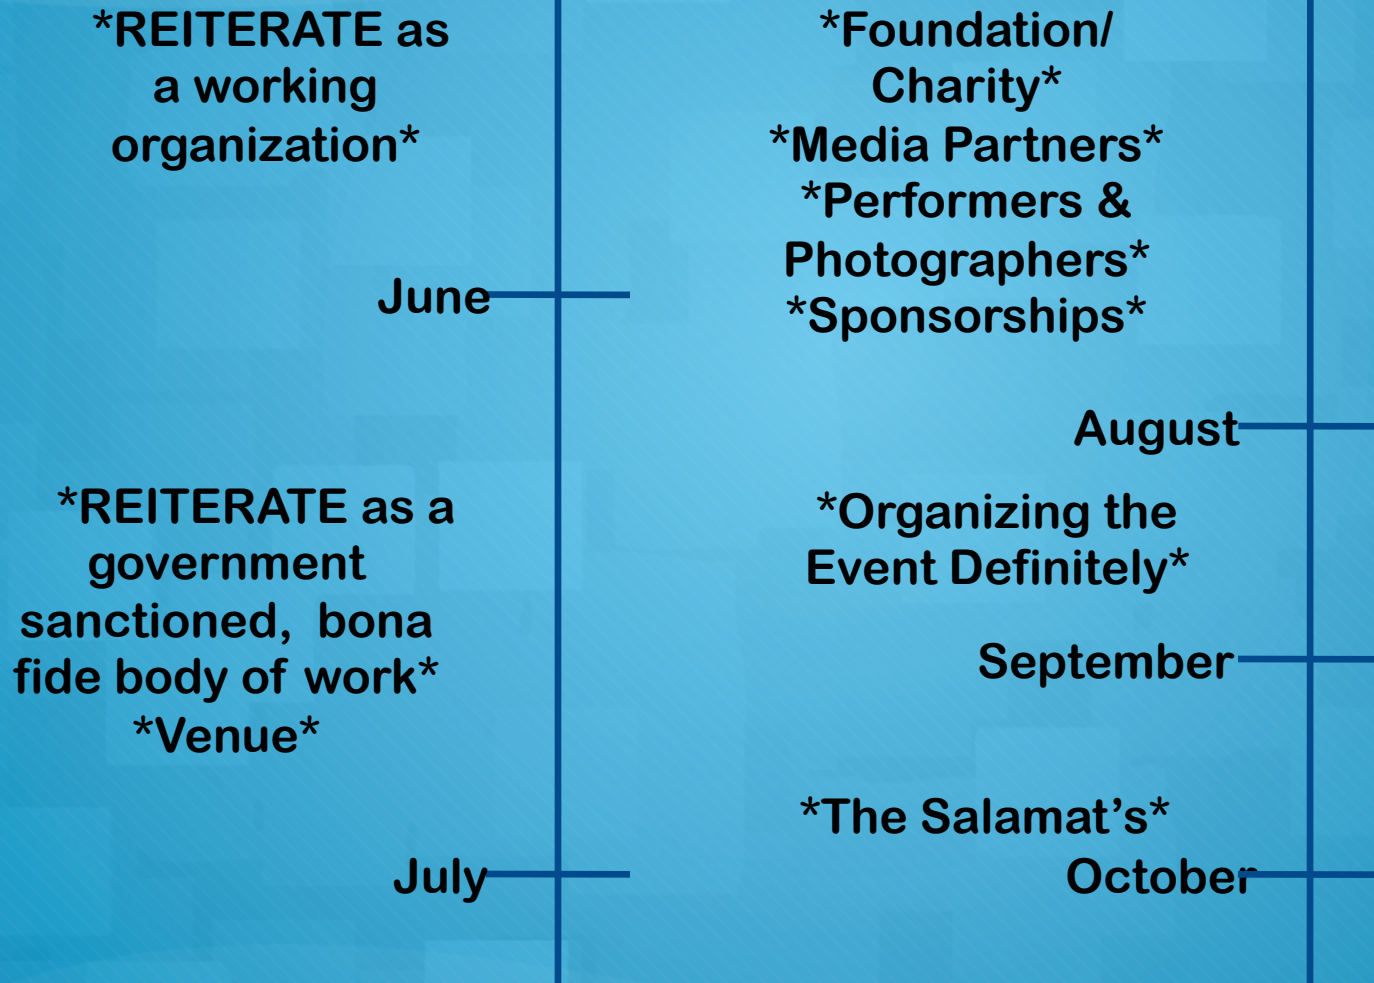 *REITERATE as
a working
organization*
June
*REITERATE as a
government
sanctioned,  bona
fide body of work*
*Venue*
July
*Foundation/
Charity*
*Media Partners*
*Performers &
Photographers*
*Sponsorships*
August
*Organizing the
Event Definitely*
September
*The Salamat’s*
October